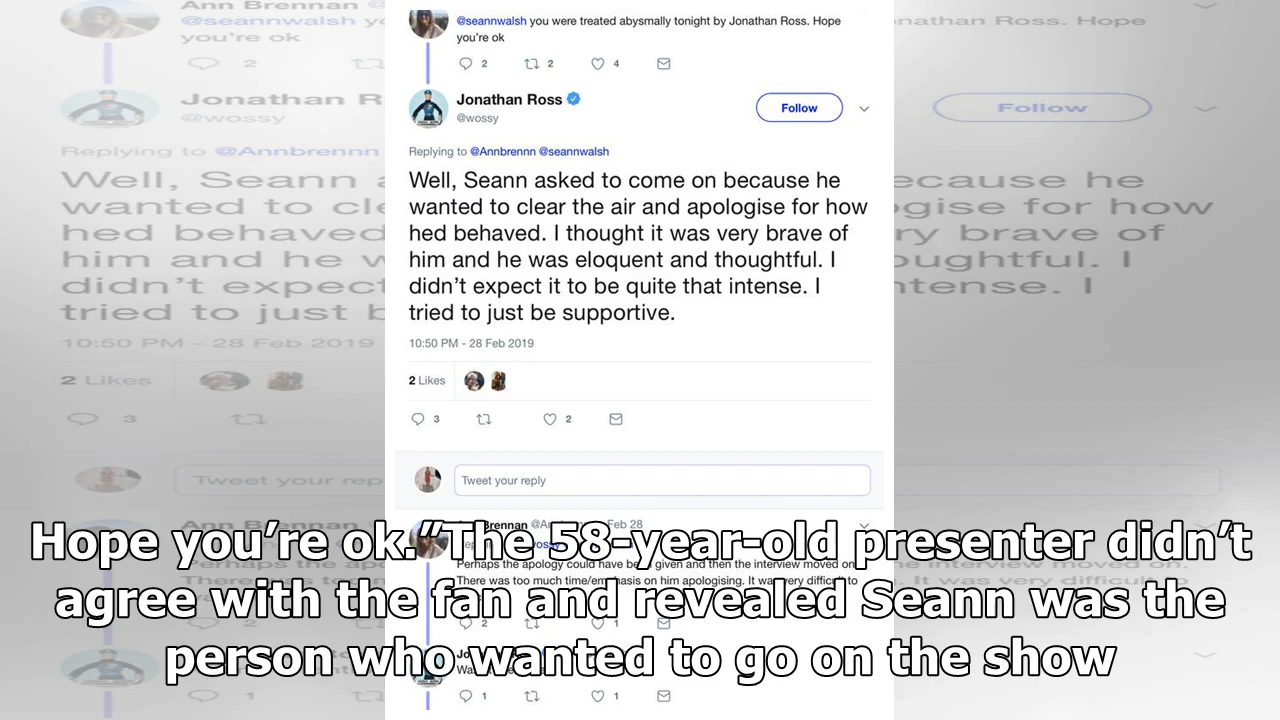 @seannwalsh you were treated abysmally tonight by Jonathan Ross. Hope
you're ok
2 2 4
Jonathan Ross
@wossy
Follow
Replying to @Annbrennn @seannwalsh
Well, Seann asked to come on because he
wanted to clear the air and apologise for how
hed behaved. I thought it was very brave of
him and he was eloquent and thoughtful. I
didn’t expect it to be quite that intense. I
tried to just be supportive.
10:50 PM - 28 Feb 2019
2 Likes
3 2
Tweet your reply
Brennan Feb 28
Perhaps the apology could have been given and then the interview moved on.
There was too much time/emphasis on him apologising. It was very difficult to
2 1
1 1
Hope you’re ok.”The 58-year-old presenter didn’t
agree with the fan and revealed Seann was the
person who wanted to go on the show